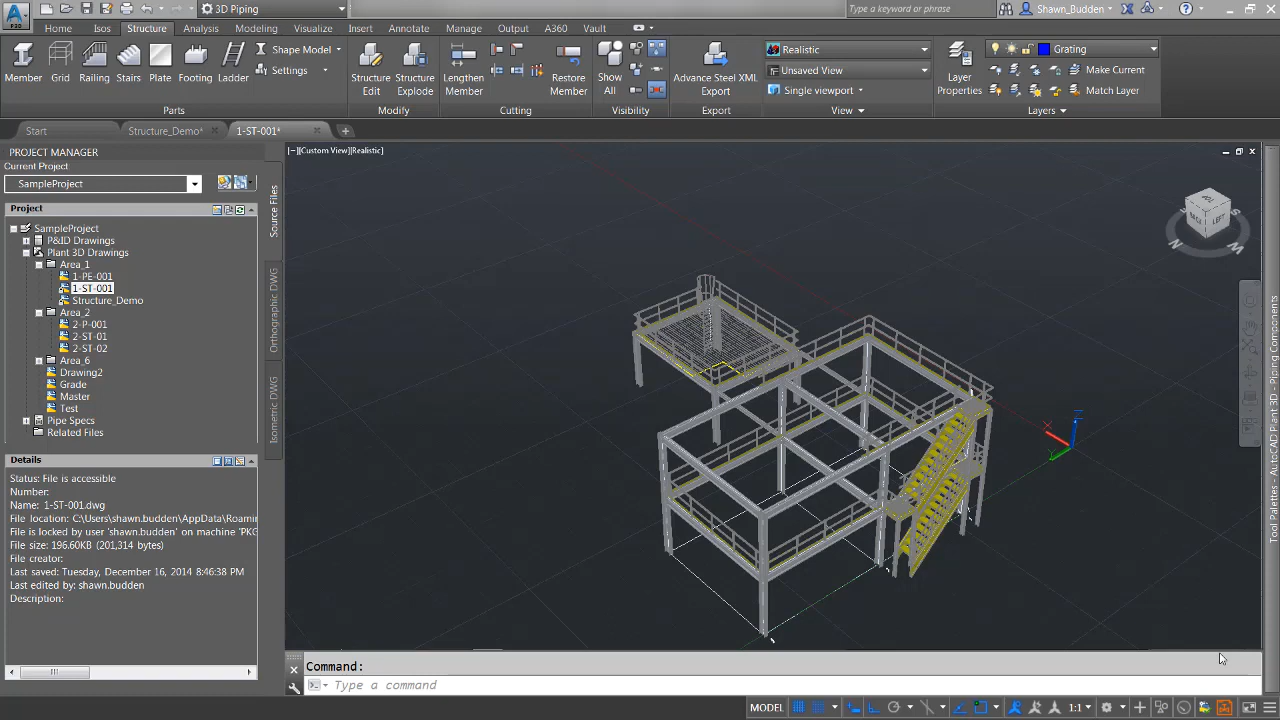 P3D
3D Piping
Type a keyword or phrase
Shawn_Budden
Home
Isos
Structure
Analysis
Modeling
Visualize
Insert
Annotate
Manage
Output
A360
Vault
Member
Grid
Railing
Stairs
Plate
Footing
Ladder
Shape Model
Settings
Parts
Structure Edit
Structure Explode
Modify
Lengthen Member
Restore Member
Cutting
Show All
Visibility
Advance Steel XML Export
Export
Realistic
Unsaved View
Single viewport
View
Layer Properties
Grating
Make Current
Match Layer
Layers
Start
Structure_Demo*
1-ST-001*
PROJECT MANAGER
Current Project
SampleProject
Project
SampleProject
P&ID Drawings
Plant 3D Drawings
Area_1
1-PE-001
1-ST-001
Structure_Demo
Area_2
2-P-001
2-ST-01
2-ST-02
Area_6
Drawing2
Grade
Master
Test
Pipe Specs
Related Files
Source Files
Orthographic DWG
Isometric DWG
Details
Status: File is accessible
Number:
Name: 1-ST-001.dwg
File location: C:\Users\shawn.budden\AppData\Roamin
File is locked by user 'shawn.budden' on machine 'PKG
File size: 196.60KB (201,314 bytes)
File creator:
File saved: Tuesday, December 16, 2014 8:46:38 PM
Last edited by: shawn.budden
Description:
[−][Custom View][Realistic]
N
S
X
Y
Z
Tool Palettes - AutoCAD Plant 3D - Piping Components
Command:
Type a command
MODEL
1:1